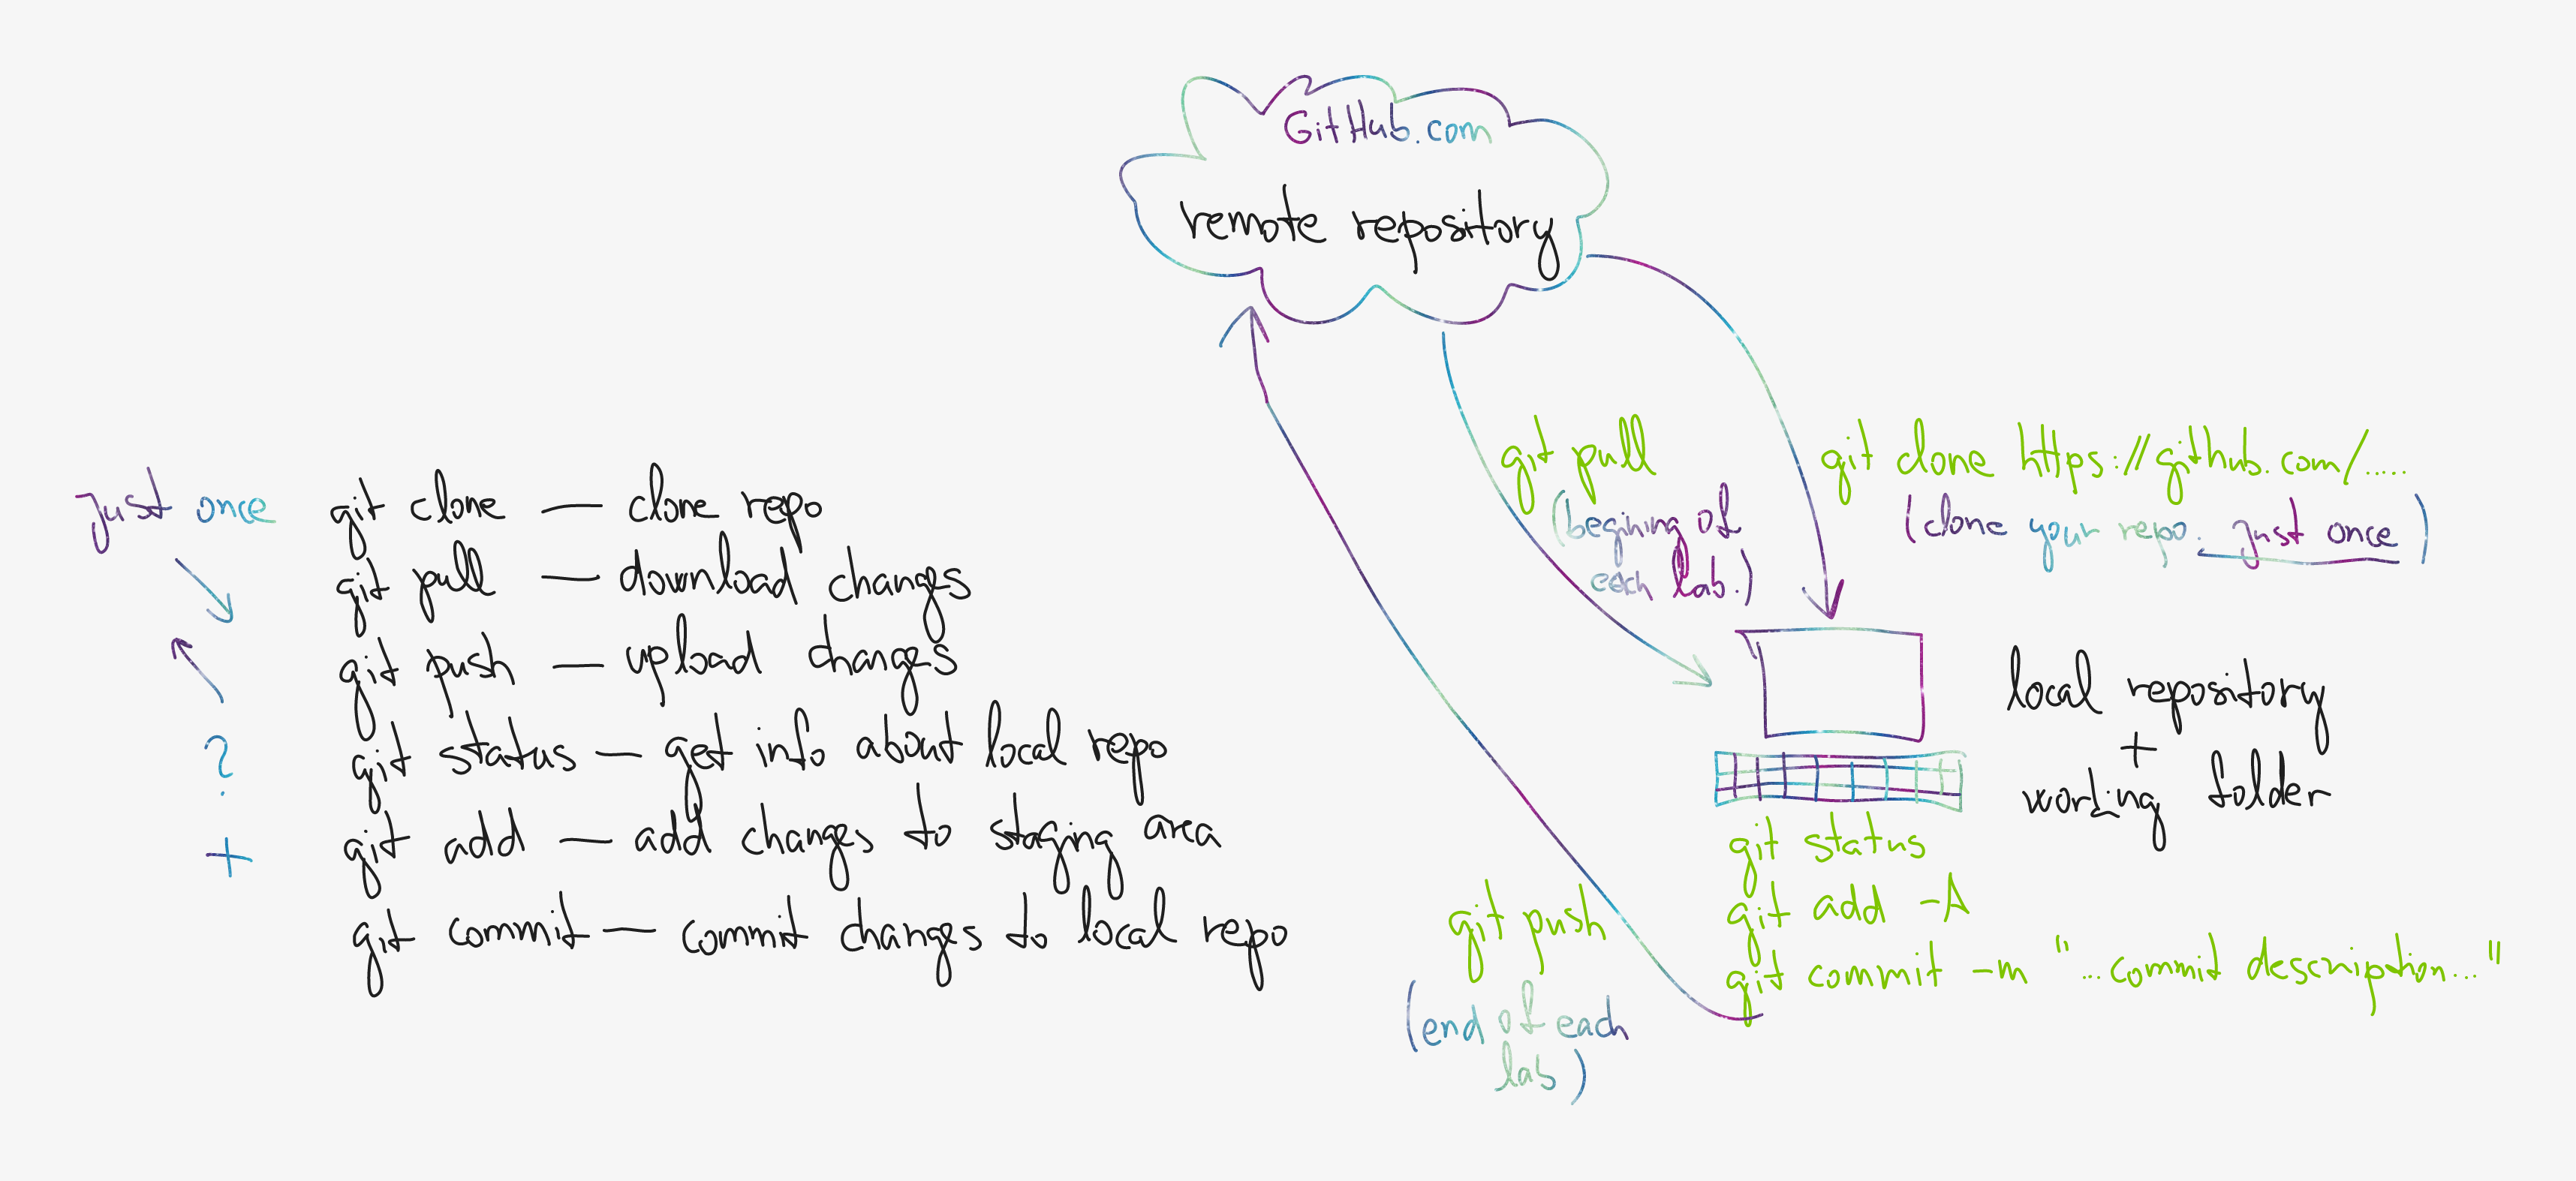 GitHub.com
remote repository
just once git clone — clone repo
git pull — download changes
git push — upload changes
? git status — get info about local repo
+ git add — add changes to staging area
git commit — commit changes to local repo
git pull
(begining of
each lab.)
git clone https://github.com/.....
(clone your repo. just once)
local repository
+
working folder
git status
git add -A
git commit -m "...commit description..."
git push
(end of each
lab)